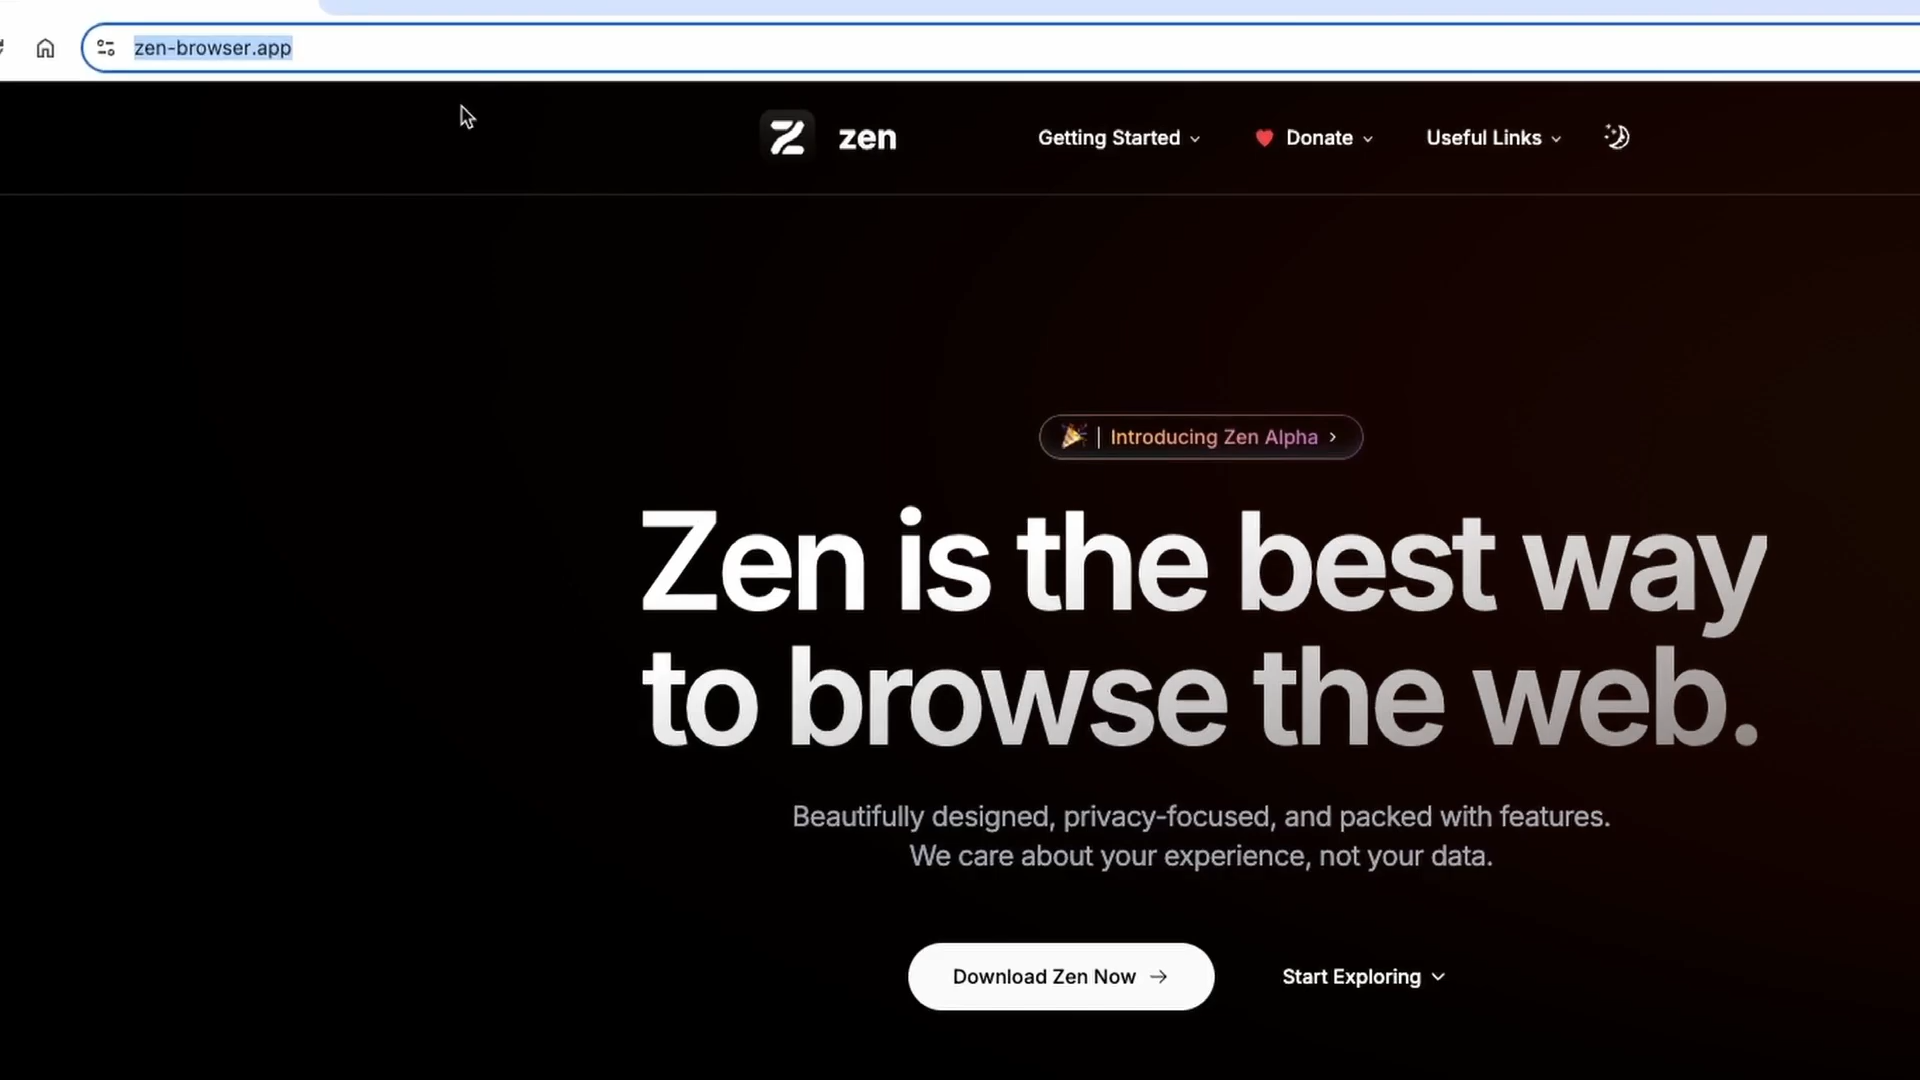 zen-browser.app
zen
Getting Started
Donate
Useful Links
Introducing Zen Alpha
Zen is the best way
to browse the web.
Beautifully designed, privacy-focused, and packed with features.
We care about your experience, not your data.
Download Zen Now
Start Exploring